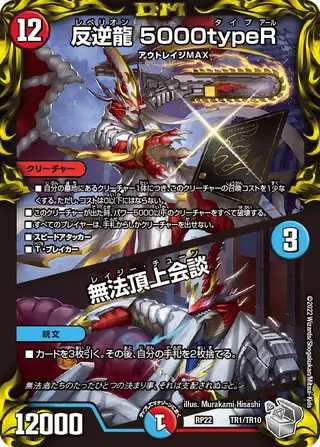 DM
12
レベリオン タイプ アール
反逆龍 5000typeR
アウトレイジMAX
クリーチャー
■自分の墓地にあるクリーチャー1体につき、このクリーチャーの召喚コストを1少な
くする。ただし、コストは0以下にはならない。
■このクリーチャーが出た時、パワー5000以下のクリーチャーをすべて破壊する。
■すべてのプレイヤーは、手札からしかクリーチャーを出せない。
■スピードアタッカー
■T・ブレイカー
レイジー・チューン
無法頂上会談
3
呪文
■カードを3枚引く。その後、自分の手札を2枚捨てる。
無法達のたったひとつの決まり事、それは支配されぬこと。
illus. Murakami Hisashi
12000
RP22
TR1/TR10
©2022 Wizards/Shogakukan/Mitsui-Kids